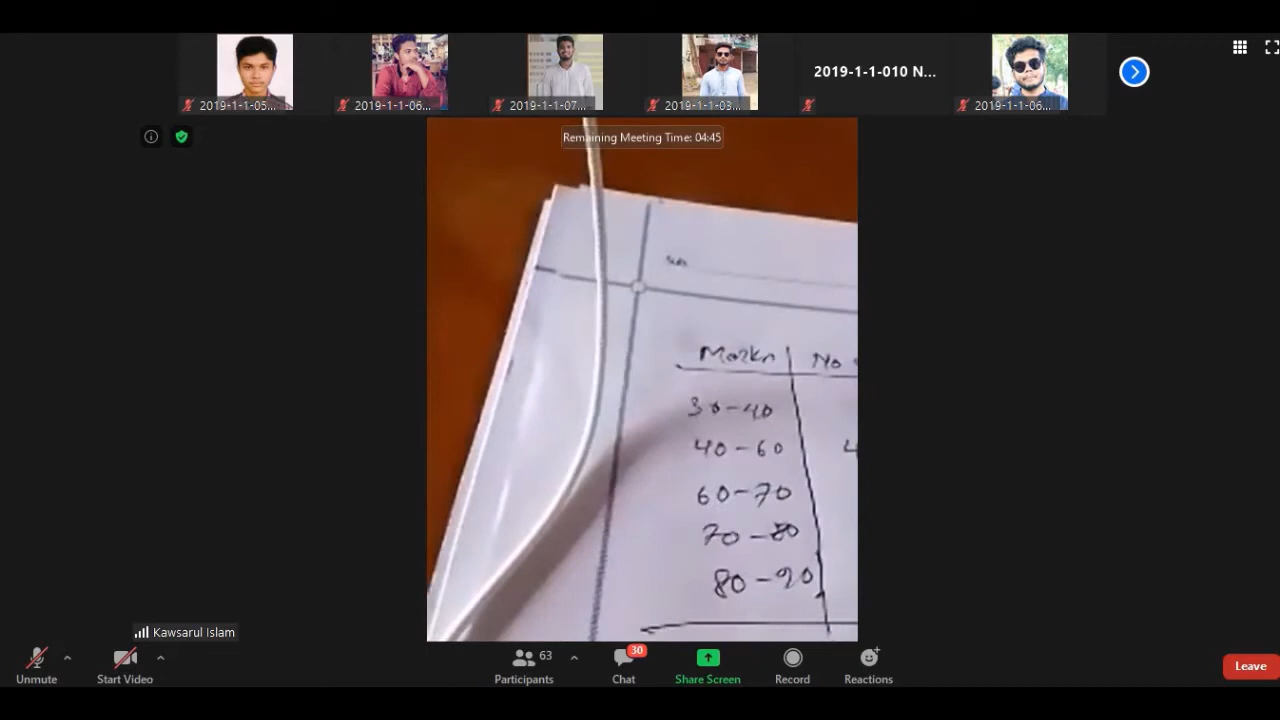 2019-1-1-010 N...
2019-1-1-05...
2019-1-1-06...
2019-1-1-07...
2019-1-1-03...
2019-1-1-06...
Remaining Meeting Time: 04:45
Marks No
30-40
40-60 4
60-70
70-80
80-90
Kawsarul Islam
63
30
Unmute
Start Video
Participants
Chat
Share Screen
Record
Reactions
Leave